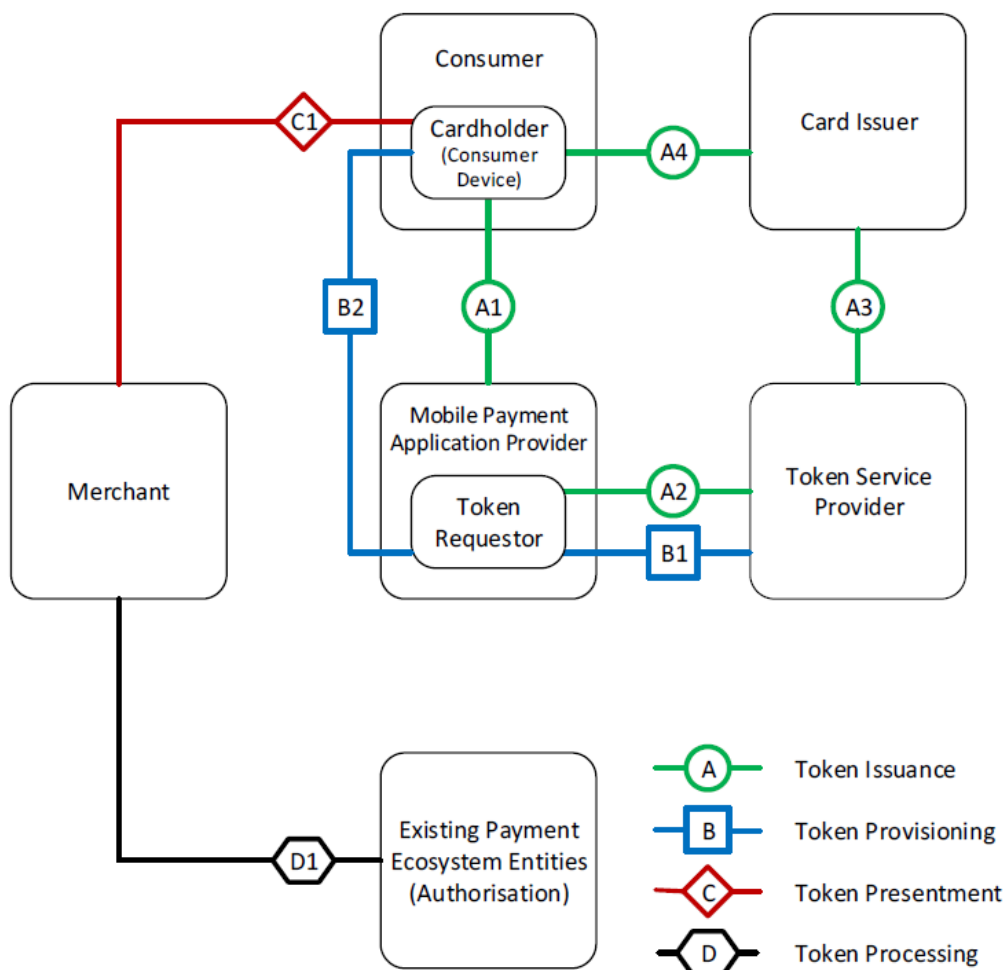 Consumer
Cardholder
(Consumer
Device)
Card Issuer
C1
A4
B2
A1
A3
Merchant
Mobile Payment
Application Provider
Token
Requestor
A2
B1
Token Service
Provider
D1
Existing Payment
Ecosystem Entities
(Authorisation)
A Token Issuance
B Token Provisioning
C Token Presentment
D Token Processing